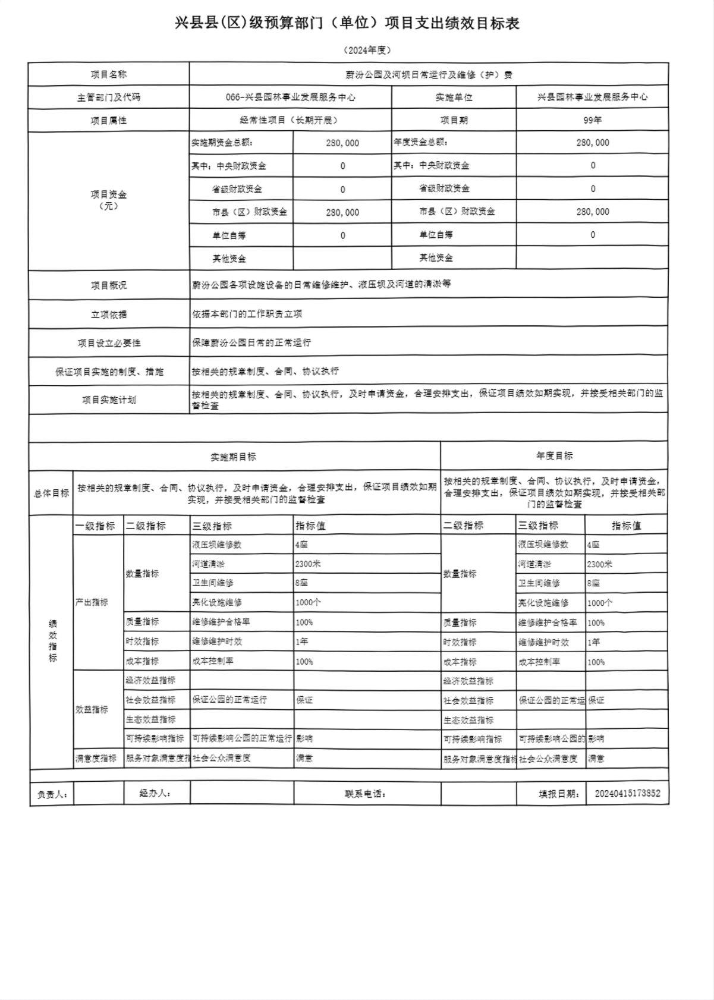 兴县县(区)级预算部门（单位）项目支出绩效目标表
（2024年度）
项目名称 蔚汾公园及河坝日常运行及维修（护）费
主管部门及代码 066-兴县园林事业发展服务中心 实施单位 兴县园林事业发展服务中心
项目属性 经常性项目（长期开展） 项目期 99年
项目资金
（元）
实施期资金总额： 280,000 年度资金总额： 280,000
其中：中央财政资金 0 其中：中央财政资金 0
省级财政资金 0 省级财政资金 0
市县（区）财政资金 280,000 市县（区）财政资金 280,000
单位自筹 0 单位自筹 0
其他资金 其他资金
项目概况 蔚汾公园各项设施设备的日常维修维护、液压坝及河道的清淤等
立项依据 依据本部门的工作职责立项
项目设立必要性 保障蔚汾公园日常的正常运行
保证项目实施的制度、措施 按相关的规章制度、合同、协议执行
项目实施计划 按相关的规章制度、合同、协议执行，及时申请资金，合理安排支出，保证项目绩效如期实现，并接受相关部门的监
督检查
实施期目标 年度目标
总体目标
按相关的规章制度、合同、协议执行，及时申请资金，合理安排支出，保证项目绩效如期
实现，并接受相关部门的监督检查
按相关的规章制度、合同、协议执行，及时申请资金，
合理安排支出，保证项目绩效如期实现，并接受相关部
门的监督检查
绩
效
指
标
一级指标 二级指标 三级指标 指标值 二级指标 三级指标 指标值
产出指标
数量指标 液压坝维修数 4座 数量指标 液压坝维修数 4座
河道清淤 2300米 河道清淤 2300米
卫生间维修 8座 卫生间维修 8座
亮化设施维修 1000个 亮化设施维修 1000个
质量指标 维修维护合格率 100% 质量指标 维修维护合格率 100%
时效指标 维修维护时效 1年 时效指标 维修维护时效 1年
成本指标 成本控制率 100% 成本指标 成本控制率 100%
效益指标
经济效益指标 经济效益指标
社会效益指标 保证公园的正常运行 保证 社会效益指标 保证公园的正常运 保证
生态效益指标 生态效益指标
可持续影响指标 可持续影响公园的正常运行 影响 可持续影响指标 可持续影响公园的 影响
满意度指标 服务对象满意度指 社会公众满意度 满意 服务对象满意度指标 社会公众满意度 满意
负责人： 经办人： 联系电话： 填报日期： 20240415173852